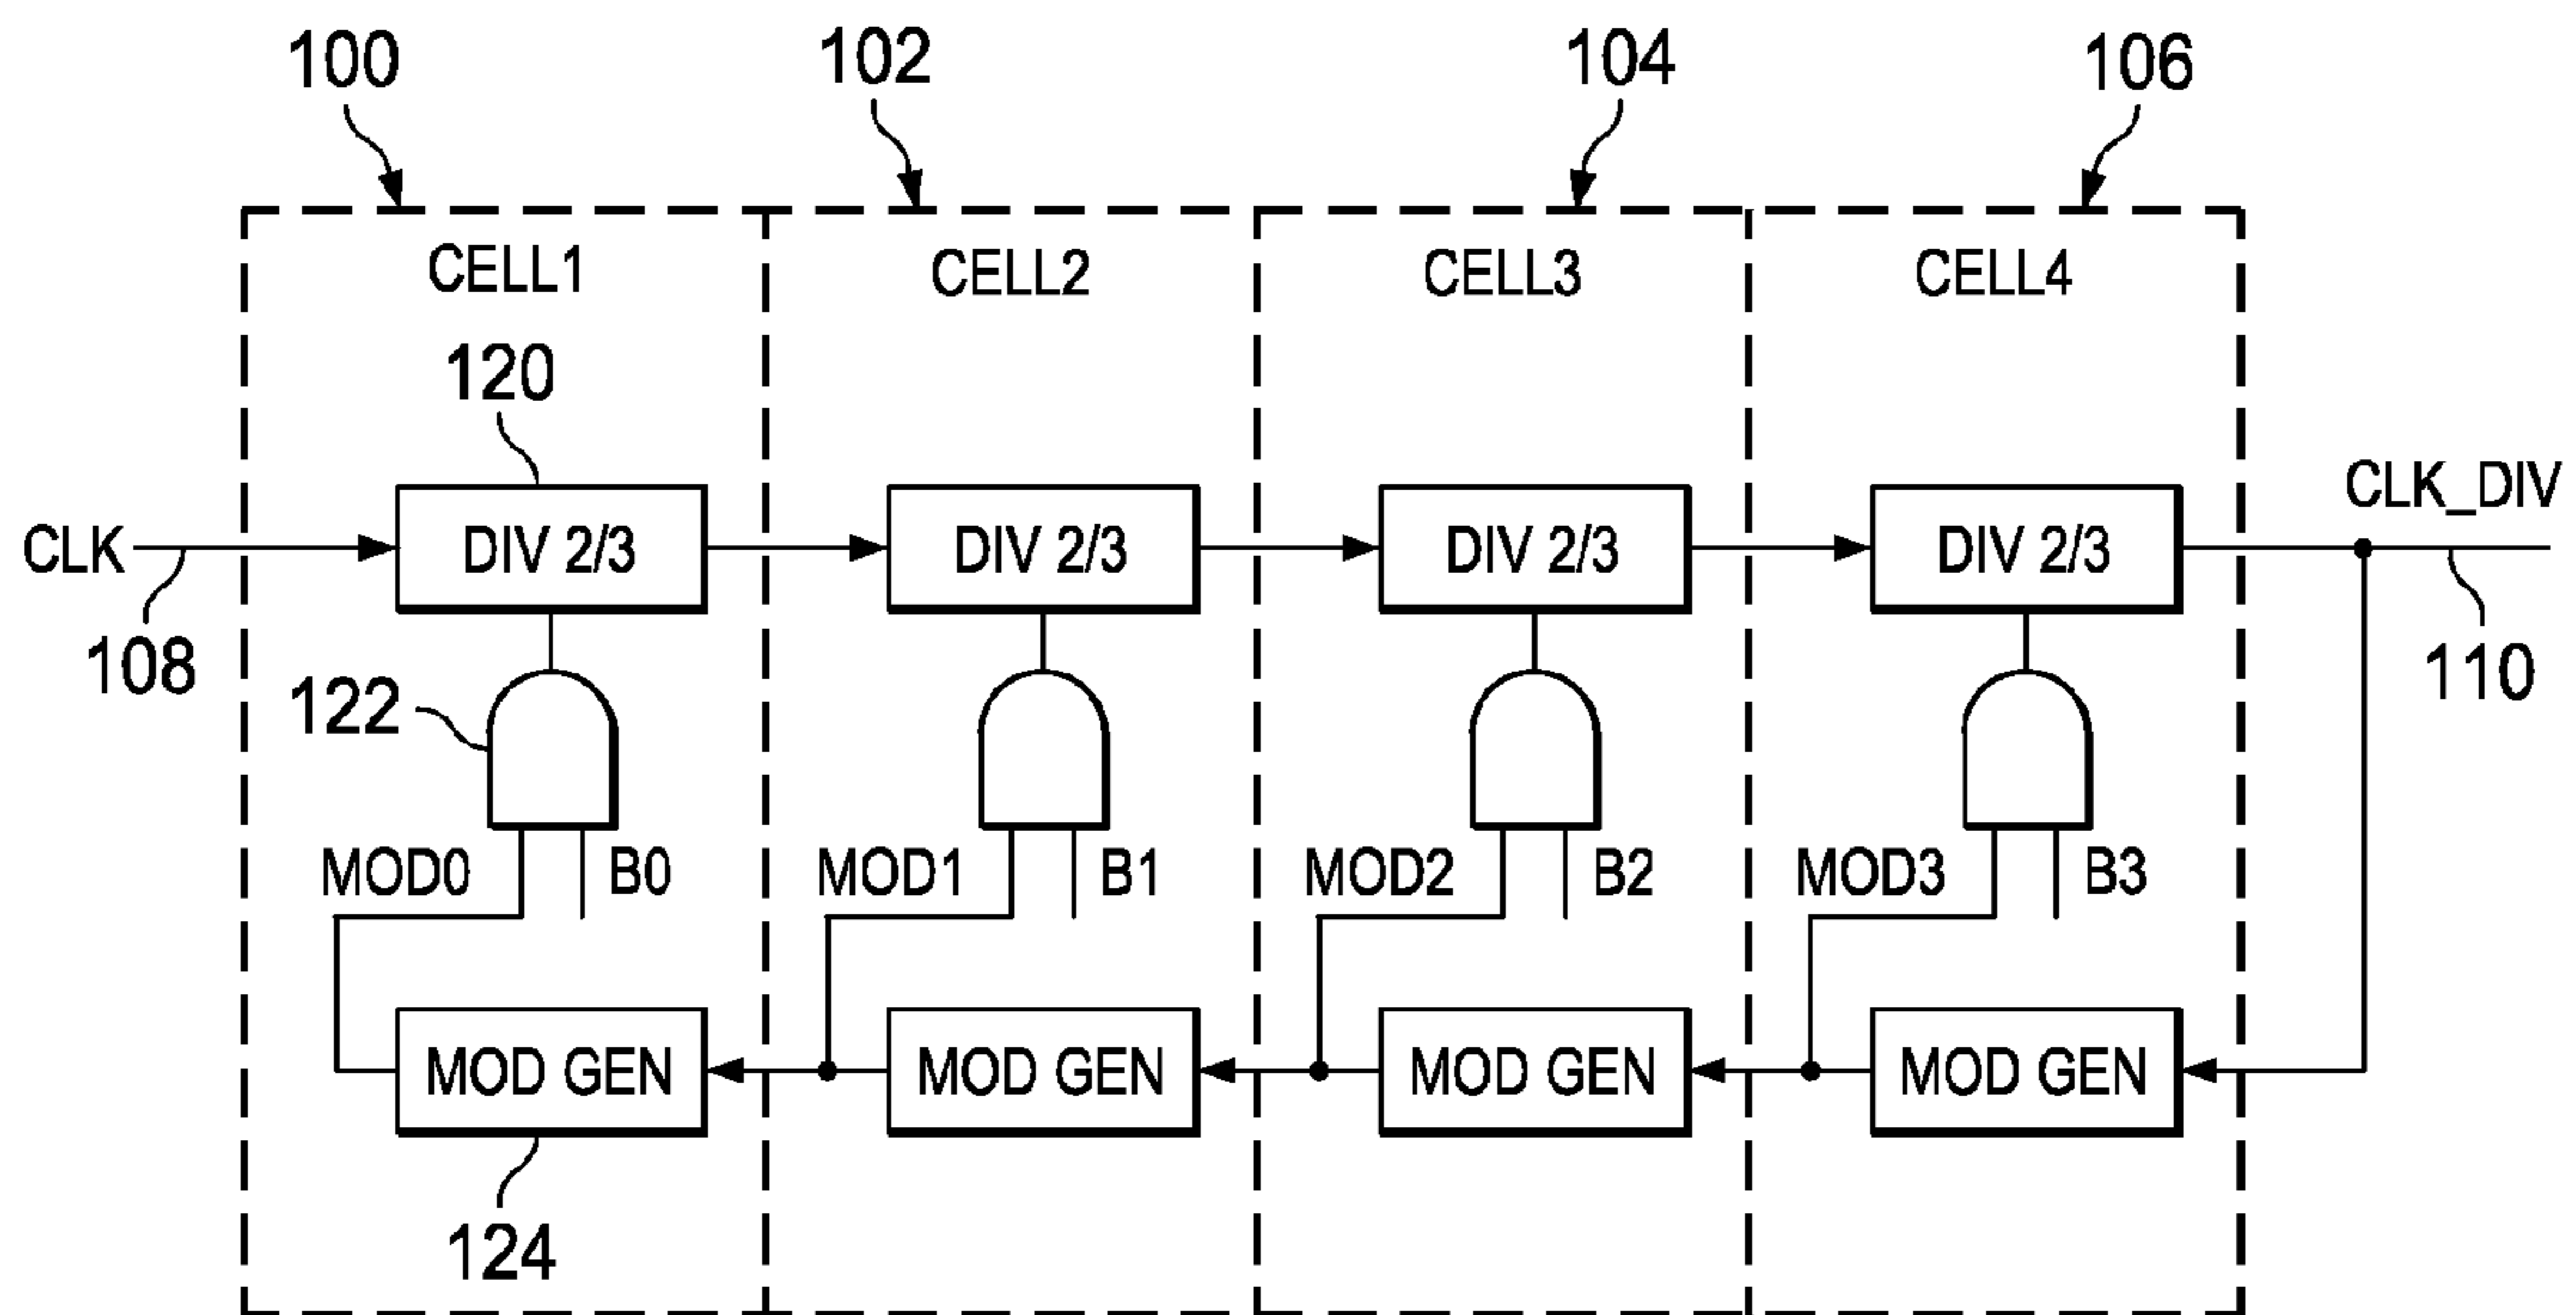 100 102 104 106
CELL1 CELL2 CELL3 CELL4
120
CLK_DIV
CLK DIV 2/3 DIV 2/3 DIV 2/3 DIV 2/3
108 110
122
MOD0 B0 MOD1 B1 MOD2 B2 MOD3 B3
MOD GEN MOD GEN MOD GEN MOD GEN
124